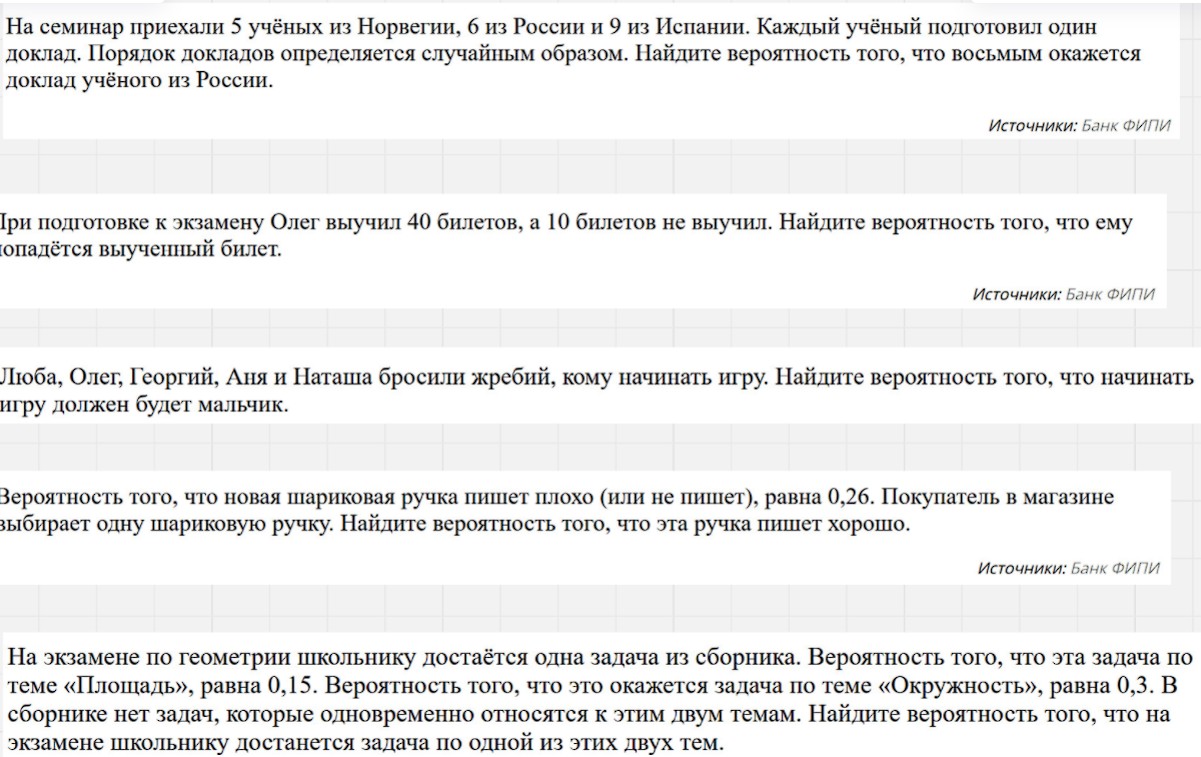 На семинар приехали 5 учёных из Норвегии, 6 из России и 9 из Испании. Каждый учёный подготовил один
доклад. Порядок докладов определяется случайным образом. Найдите вероятность того, что восьмым окажется
доклад учёного из России.
Источники: Банк ФИПИ
При подготовке к экзамену Олег выучил 40 билетов, а 10 билетов не выучил. Найдите вероятность того, что ему
попадётся выученный билет.
Источники: Банк ФИПИ
Люба, Олег, Георгий, Аня и Наташа бросили жребий, кому начинать игру. Найдите вероятность того, что начинать
игру должен будет мальчик.
Вероятность того, что новая шариковая ручка пишет плохо (или не пишет), равна 0,26. Покупатель в магазине
выбирает одну шариковую ручку. Найдите вероятность того, что эта ручка пишет хорошо.
Источники: Банк ФИПИ
На экзамене по геометрии школьнику достаётся одна задача из сборника. Вероятность того, что эта задача по
теме «Площадь», равна 0,15. Вероятность того, что это окажется задача по теме «Окружность», равна 0,3. В
сборнике нет задач, которые одновременно относятся к этим двум темам. Найдите вероятность того, что на
экзамене школьнику достанется задача по одной из этих двух тем.